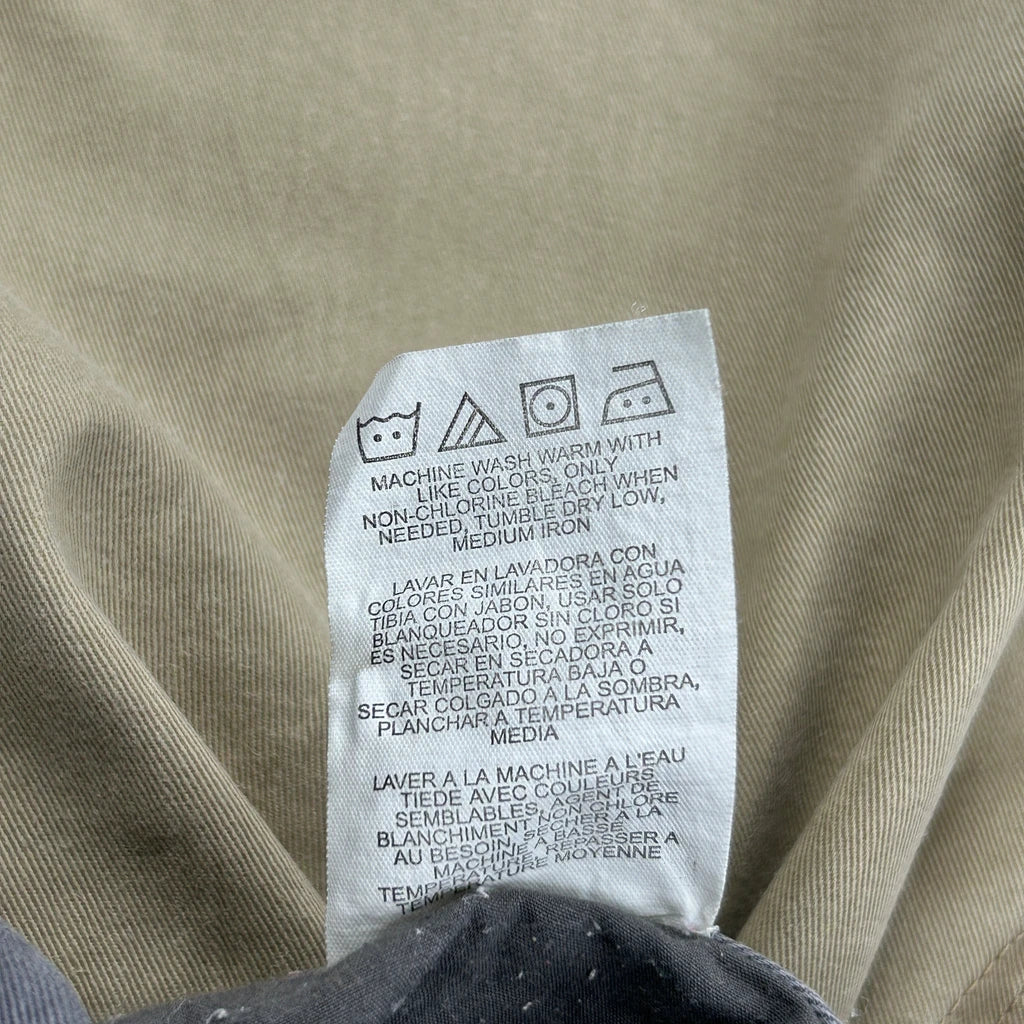 MACHINE WASH WARM WITH
LIKE COLORS, ONLY
NON-CHLORINE BLEACH WHEN
NEEDED, TUMBLE DRY LOW,
MEDIUM IRON
LAVAR EN LAVADORA CON
COLORES SIMILARES EN AGUA
TIBIA CON JABON, USAR SOLO
BLANQUEADOR SIN CLORO SI
ES NECESARIO, NO EXPRIMIR,
SECAR EN SECADORA A
TEMPERATURA BAJA O
SECAR COLGADO A LA SOMBRA,
PLANCHAR A TEMPERATURA
MEDIA
LAVER A LA MACHINE A L'EAU
TIEDE AVEC COULEURS
SEMBLABLES, AGENT DE
BLANCHIMENT NON CHLORE
AU BESOIN, SECHER A LA
MACHINE A BASSE
TEMPERATURE, REPASSER A
TEMPERATURE MOYENNE